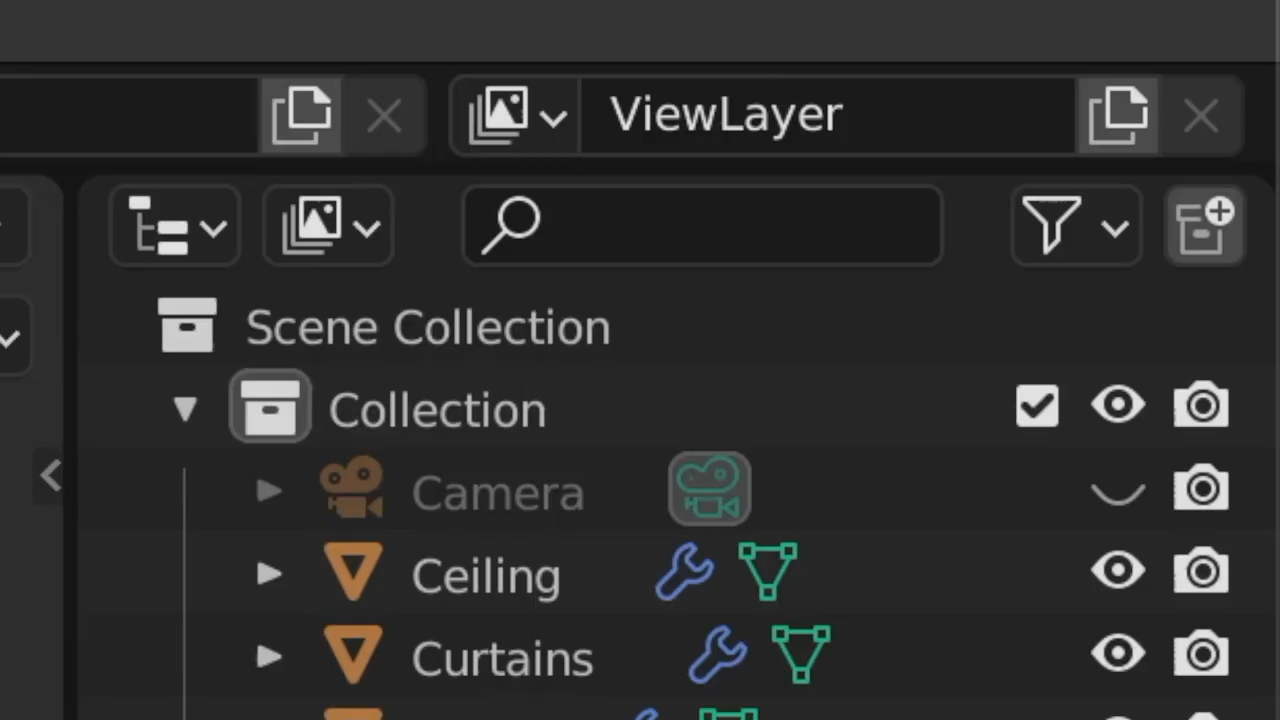 ViewLayer
Scene Collection
Collection
Camera
Ceiling
Curtains